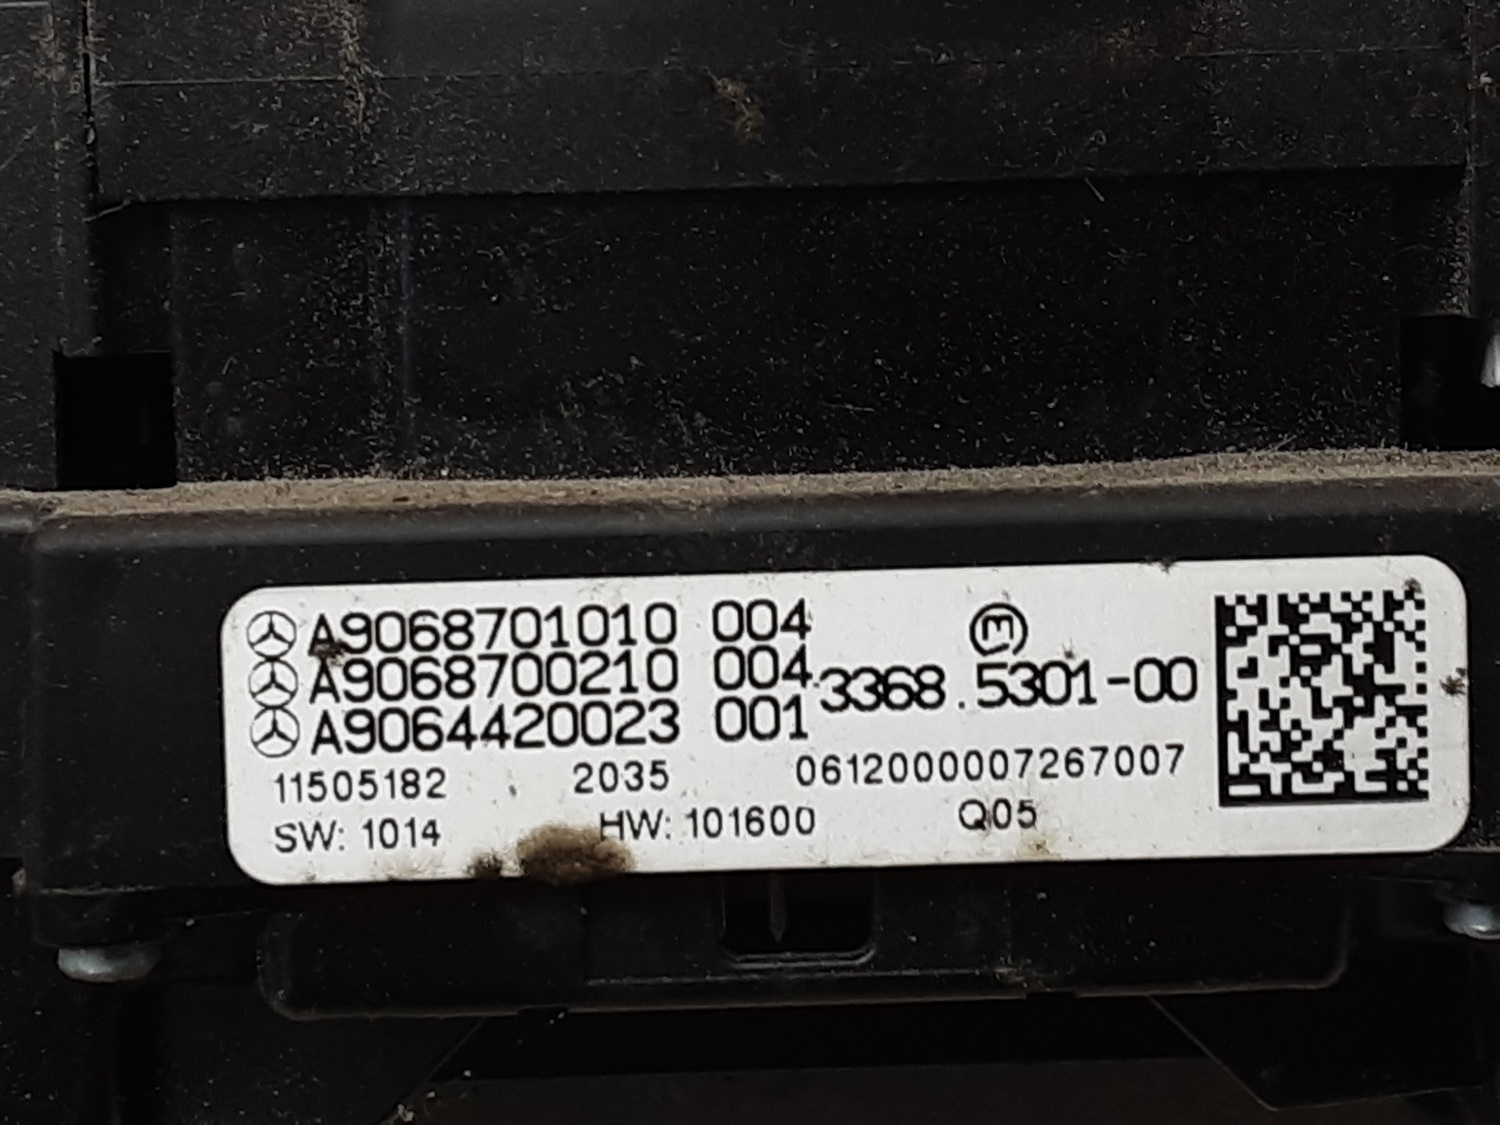 A9068701010 004
A9068700210 004
A9064420023 001
3368.5301-00
11505182 2035 0612000007267007
SW: 1014 HW: 101600 Q05